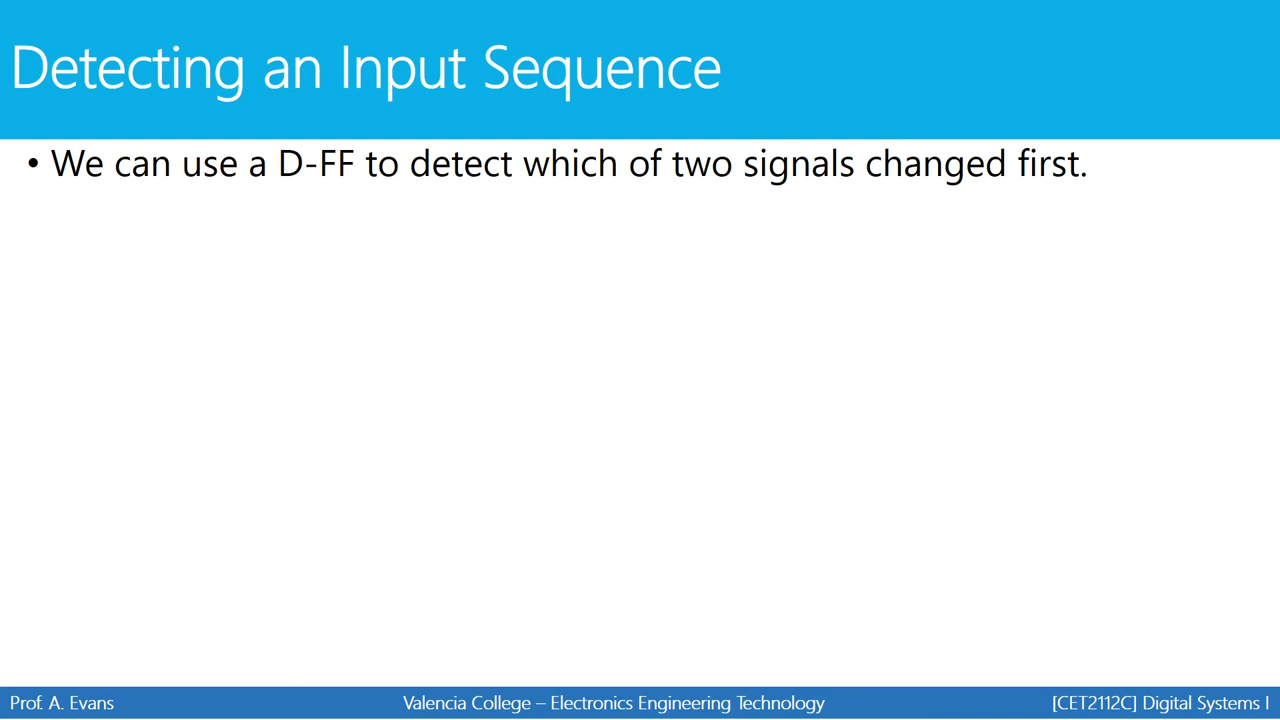 Detecting an Input Sequence
• We can use a D-FF to detect which of two signals changed first.
Prof. A. Evans
Valencia College – Electronics Engineering Technology
[CET2112C] Digital Systems I